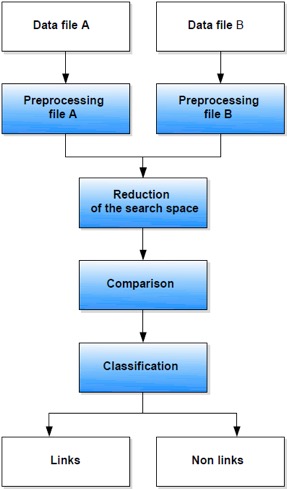 Data file A
Data file B
Preprocessing
file A
Preprocessing
file B
Reduction
of the search space
Comparison
Classification
Links
Non links